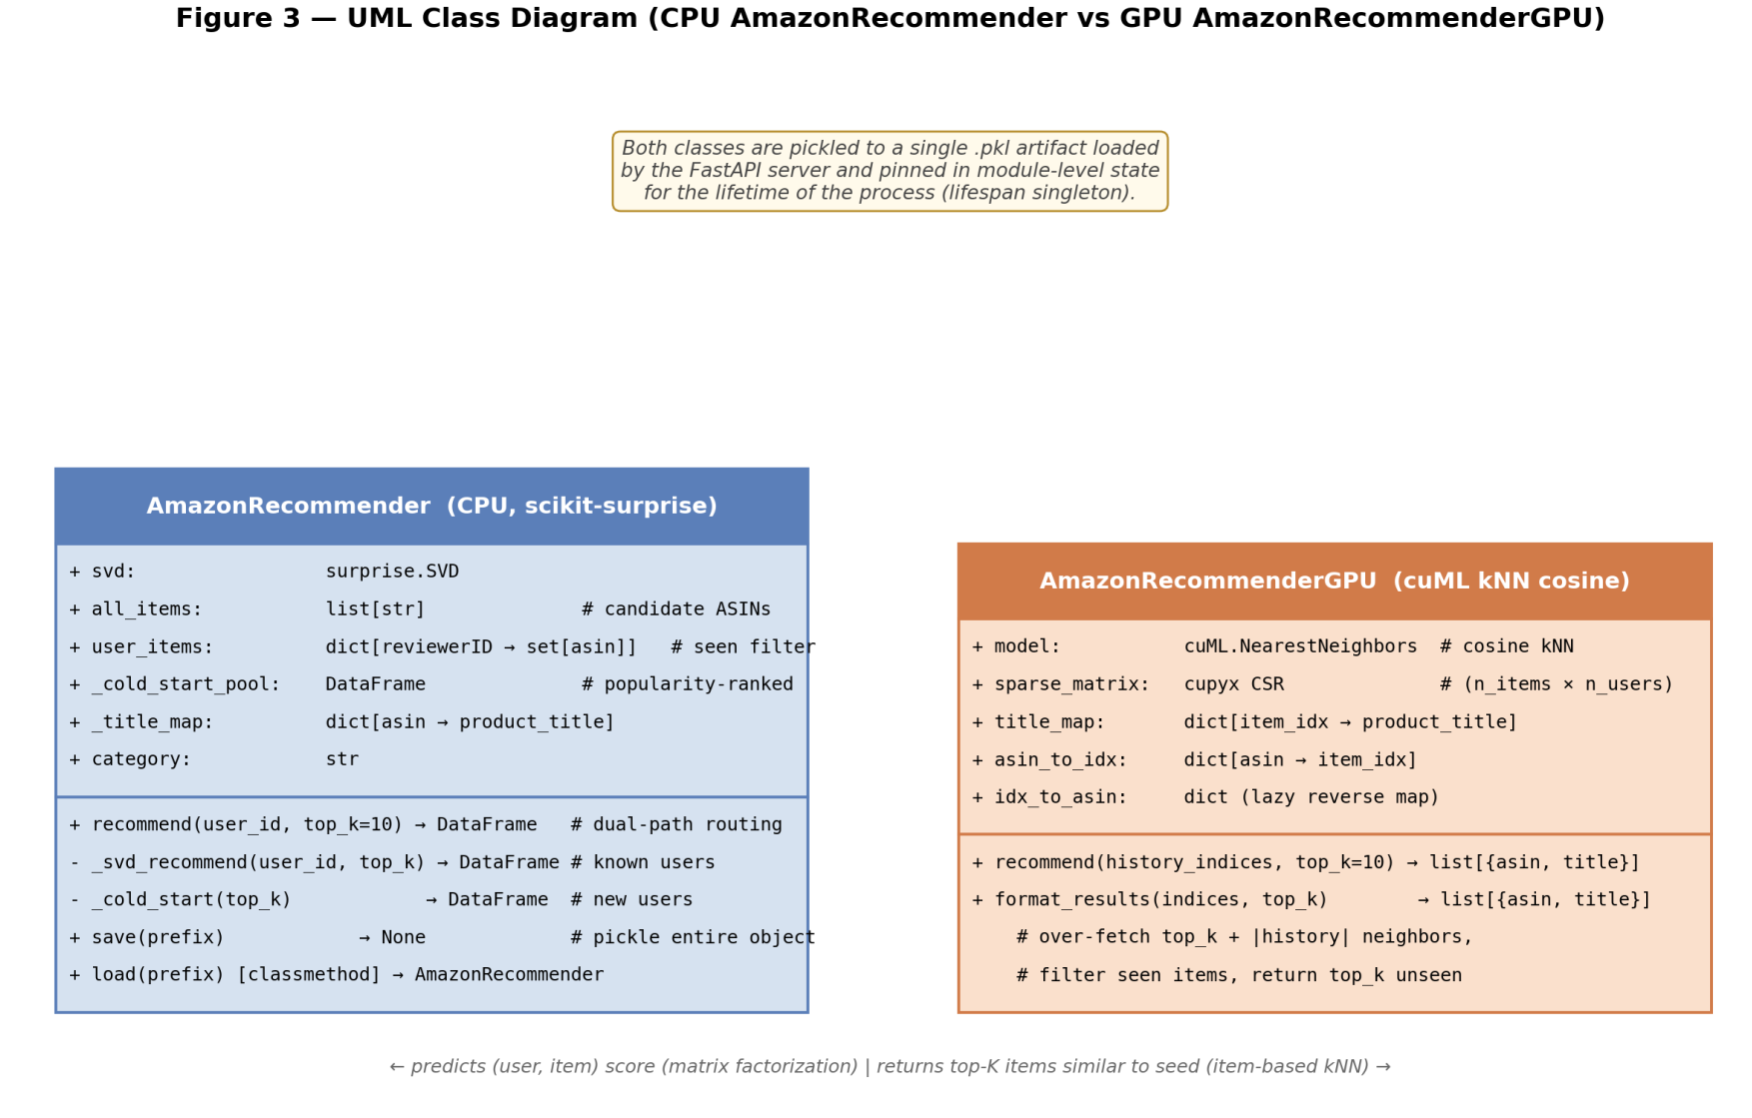 Figure 3 — UML Class Diagram (CPU AmazonRecommender vs GPU AmazonRecommenderGPU)
Both classes are pickled to a single .pkl artifact loaded
by the FastAPI server and pinned in module-level state
for the lifetime of the process (lifespan singleton).
AmazonRecommender (CPU, scikit-surprise)
+ svd: surprise.SVD
+ all_items: list[str] # candidate ASINs
+ user_items: dict[reviewerID → set[asin]] # seen filter
+ _cold_start_pool: DataFrame # popularity-ranked
+ _title_map: dict[asin → product_title]
+ category: str
+ recommend(user_id, top_k=10) → DataFrame # dual-path routing
- _svd_recommend(user_id, top_k) → DataFrame # known users
- _cold_start(top_k) → DataFrame # new users
+ save(prefix) → None # pickle entire object
+ load(prefix) [classmethod] → AmazonRecommender
AmazonRecommenderGPU (cuML kNN cosine)
+ model: cuML.NearestNeighbors # cosine kNN
+ sparse_matrix: cupyx CSR # (n_items × n_users)
+ title_map: dict[item_idx → product_title]
+ asin_to_idx: dict[asin → item_idx]
+ idx_to_asin: dict (lazy reverse map)
+ recommend(history_indices, top_k=10) → list[{asin, title}]
+ format_results(indices, top_k) → list[{asin, title}]
# over-fetch top_k + |history| neighbors,
# filter seen items, return top_k unseen
← predicts (user, item) score (matrix factorization) | returns top-K items similar to seed (item-based kNN) →